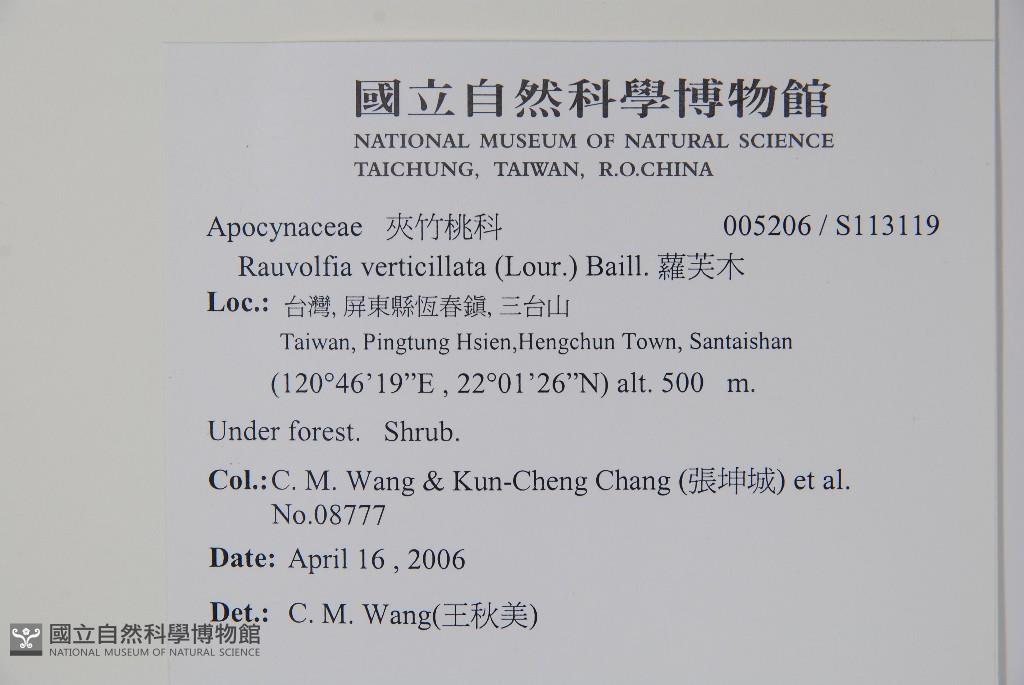 國立自然科學博物館
NATIONAL MUSEUM OF NATURAL SCIENCE
TAICHUNG, TAIWAN, R.O.CHINA
Apocynaceae 夾竹桃科 005206 / S113119
Rauvolfia verticillata (Lour.) Baill. 蘿芙木
Loc.: 台灣, 屏東縣恆春鎮, 三台山
Taiwan, Pingtung Hsien,Hengchun Town, Santaishan
(120°46’19”E , 22°01’26”N) alt. 500 m.
Under forest. Shrub.
Col.: C. M. Wang & Kun-Cheng Chang (張坤城) et al.
No.08777
Date: April 16 , 2006
Det.: C. M. Wang(王秋美)
國立自然科學博物館
NATIONAL MUSEUM OF NATURAL SCIENCE